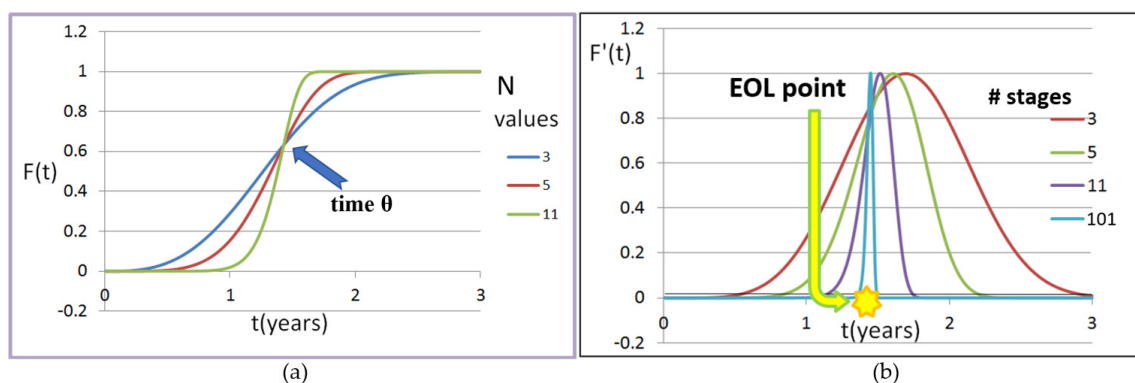 1.2
1
0.8
0.6
0.4
0.2
0
-0.2
F(t)
0 1 2 3
t(years)
N
values
3
5
11
time θ
(a)
1.2
F'(t)
1
0.8
0.6
0.4
0.2
0
-0.2
EOL point
# stages
3
5
11
101
0 1 2 3
t(years)
(b)